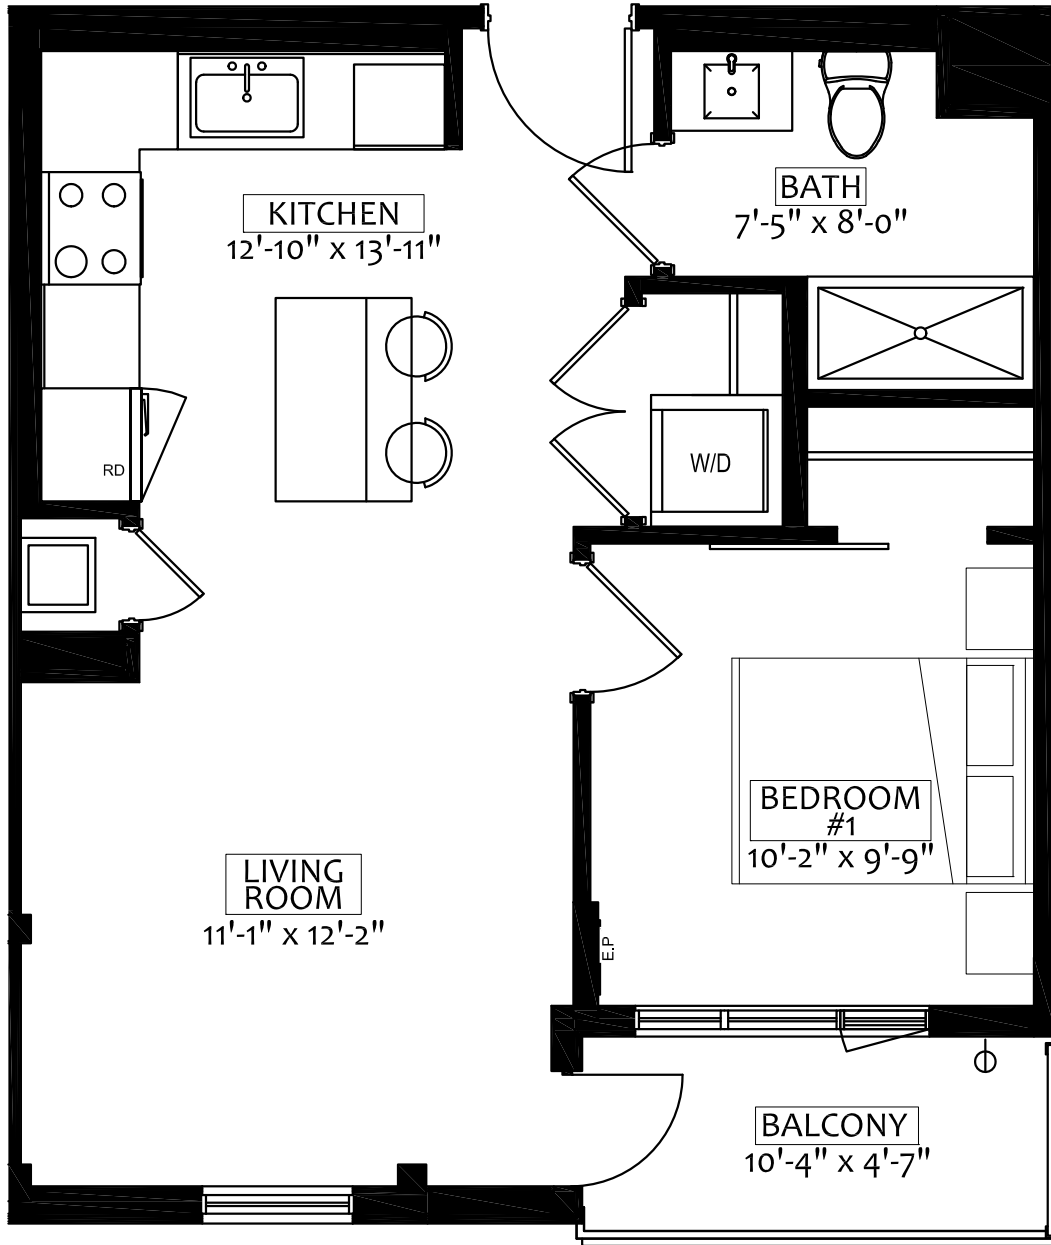 BATH
7'-5" x 8'-0"
KITCHEN
12'-10" x 13'-11"
W/D
RD
BEDROOM
#1
10'-2" x 9'-9"
LIVING
ROOM
11'-1" x 12'-2"
E.P
BALCONY
10'-4" x 4'-7"